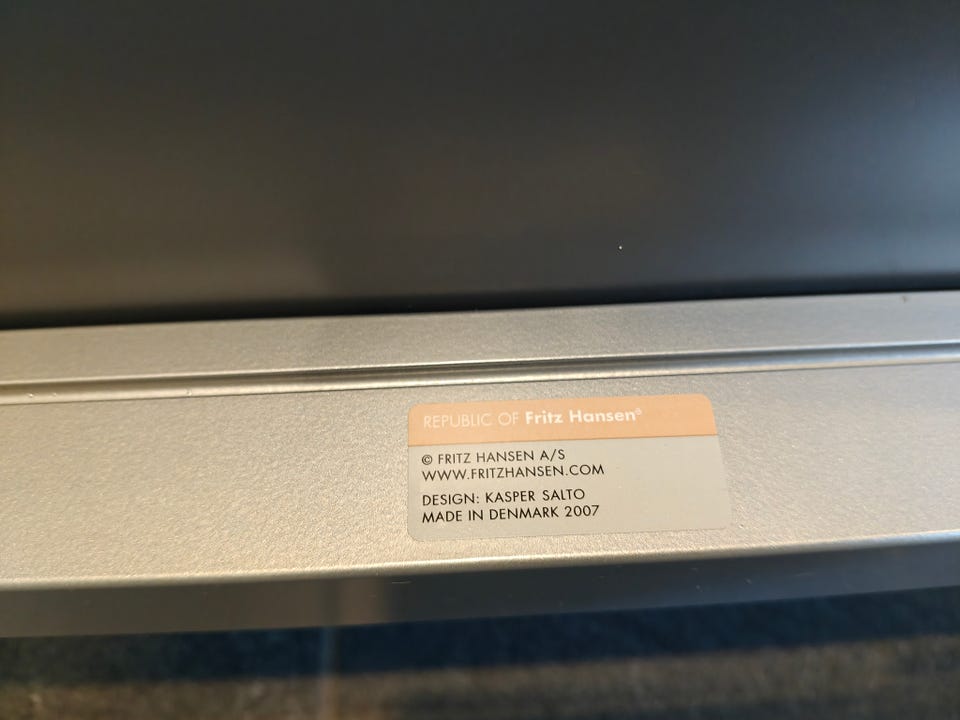 REPUBLIC OF Fritz Hansen®
© FRITZ HANSEN A/S
WWW.FRITZHANSEN.COM
DESIGN: KASPER SALTO
MADE IN DENMARK 2007